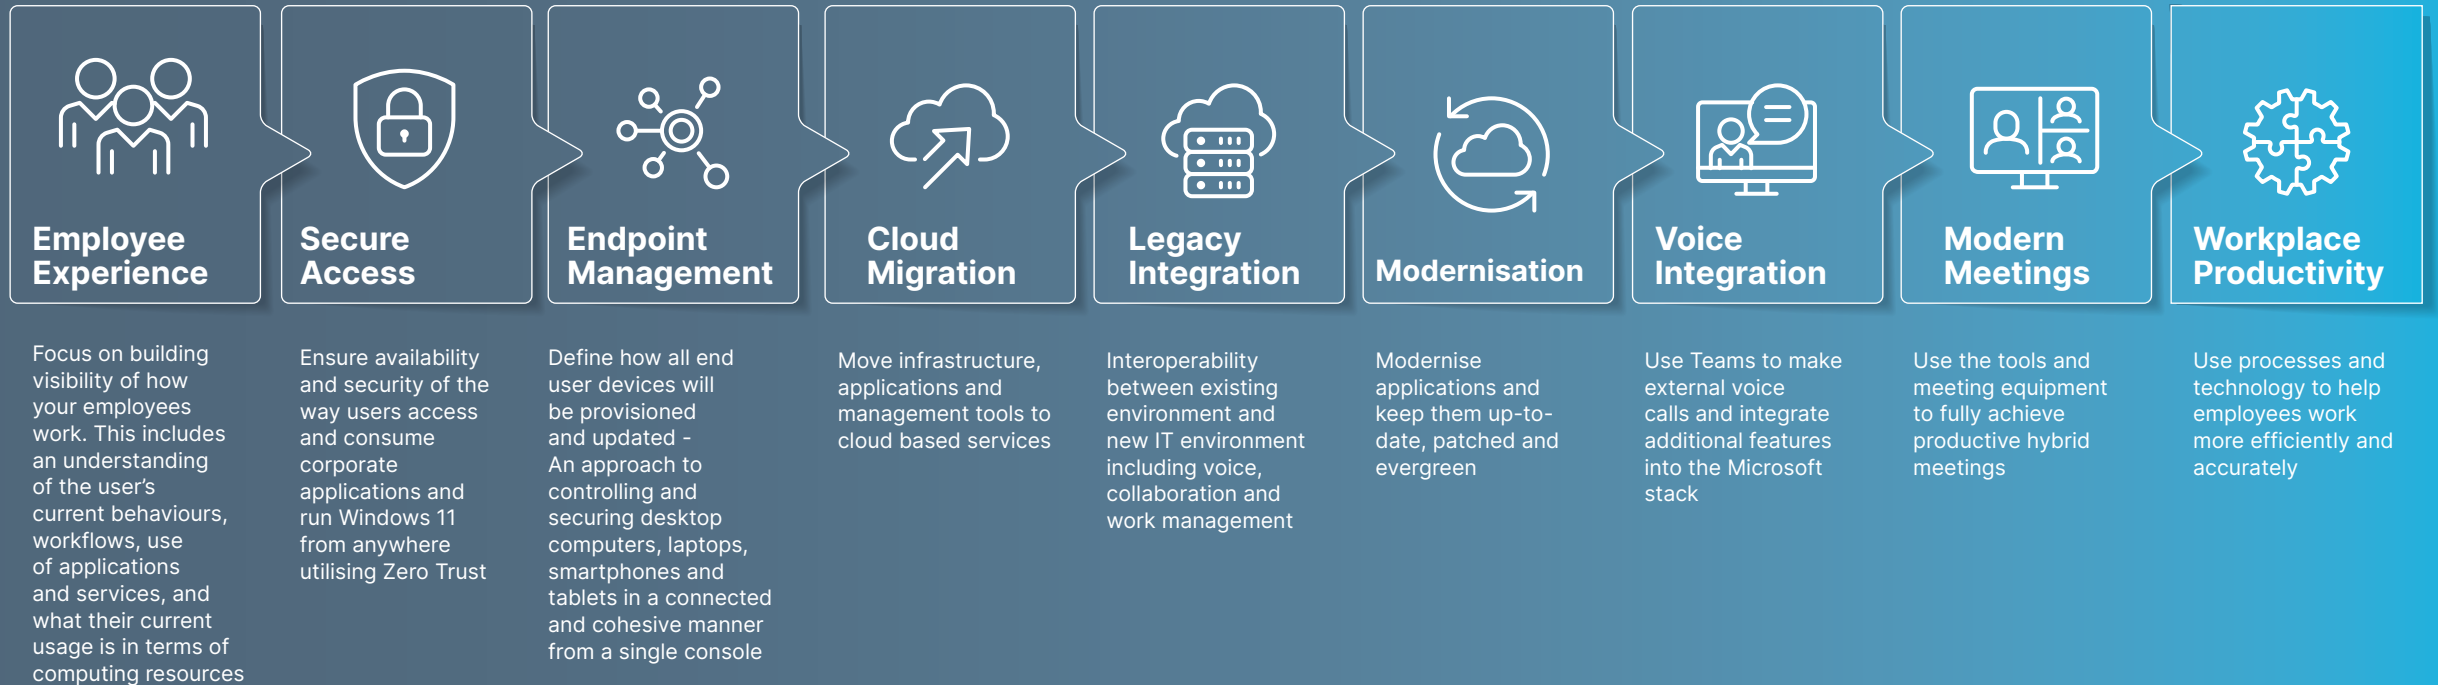 Employee
Experience
Focus on building
visibility of how
your employees
work. This includes
an understanding
of the user’s
current behaviours,
workflows, use
of applications
and services, and
what their current
usage is in terms of
computing resources
Secure
Access
Ensure availability
and security of the
way users access
and consume
corporate
applications and
run Windows 11
from anywhere
utilising Zero Trust
Endpoint
Management
Define how all end
user devices will
be provisioned
and updated -
An approach to
controlling and
securing desktop
computers, laptops,
smartphones and
tablets in a connected
and cohesive manner
from a single console
Cloud
Migration
Move infrastructure,
applications and
management tools to
cloud based services
Legacy
Integration
Interoperability
between existing
environment and
new IT environment
including voice,
collaboration and
work management
Modernisation
Modernise
applications and
keep them up-to-
date, patched and
evergreen
Voice
Integration
Use Teams to make
external voice
calls and integrate
additional features
into the Microsoft
stack
Modern
Meetings
Use the tools and
meeting equipment
to fully achieve
productive hybrid
meetings
Workplace
Productivity
Use processes and
technology to help
employees work
more efficiently and
accurately